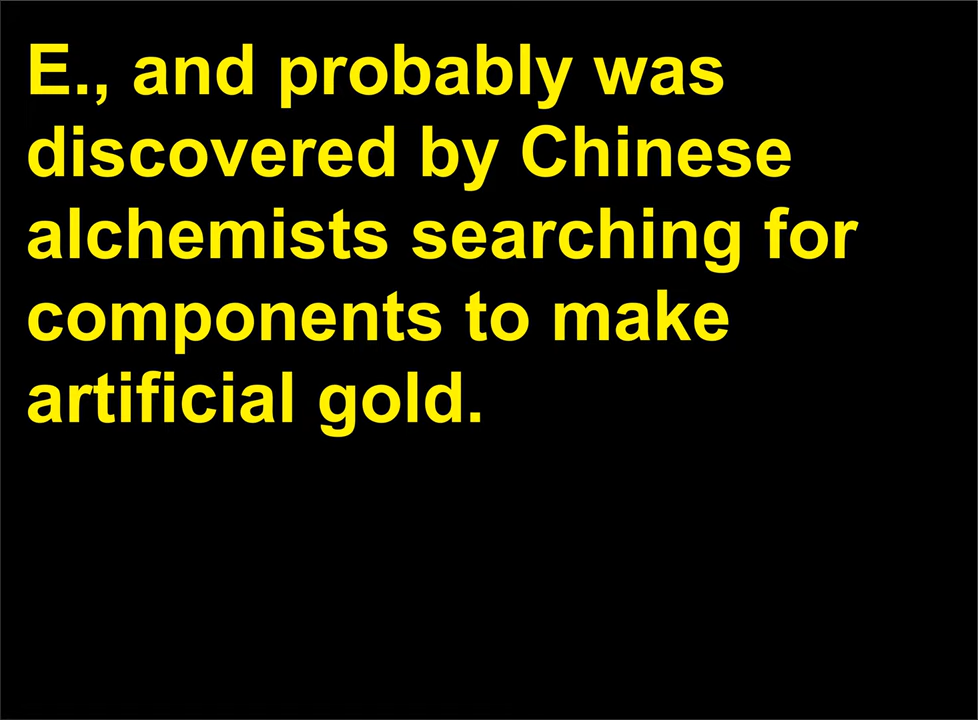 E., and probably was
discovered by Chinese
alchemists searching for
components to make
artificial gold.